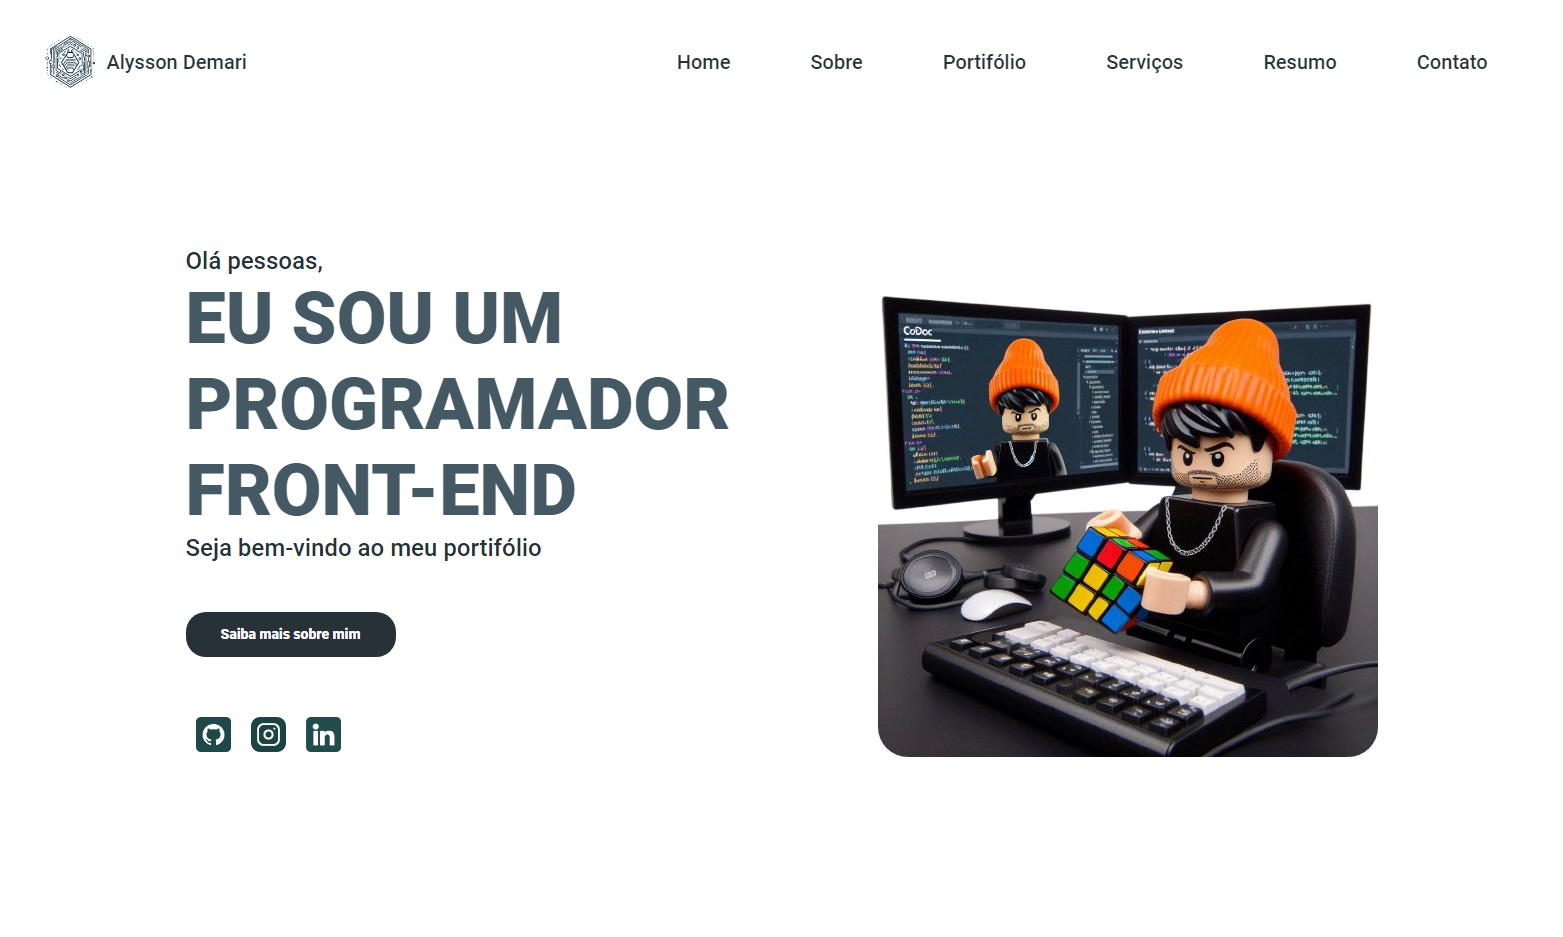 Alysson Demari
Home
Sobre
Portifólio
Serviços
Resumo
Contato
Olá pessoas,
EU SOU UM
PROGRAMADOR
FRONT-END
Seja bem-vindo ao meu portifólio
Saiba mais sobre mim
in
CoDoc